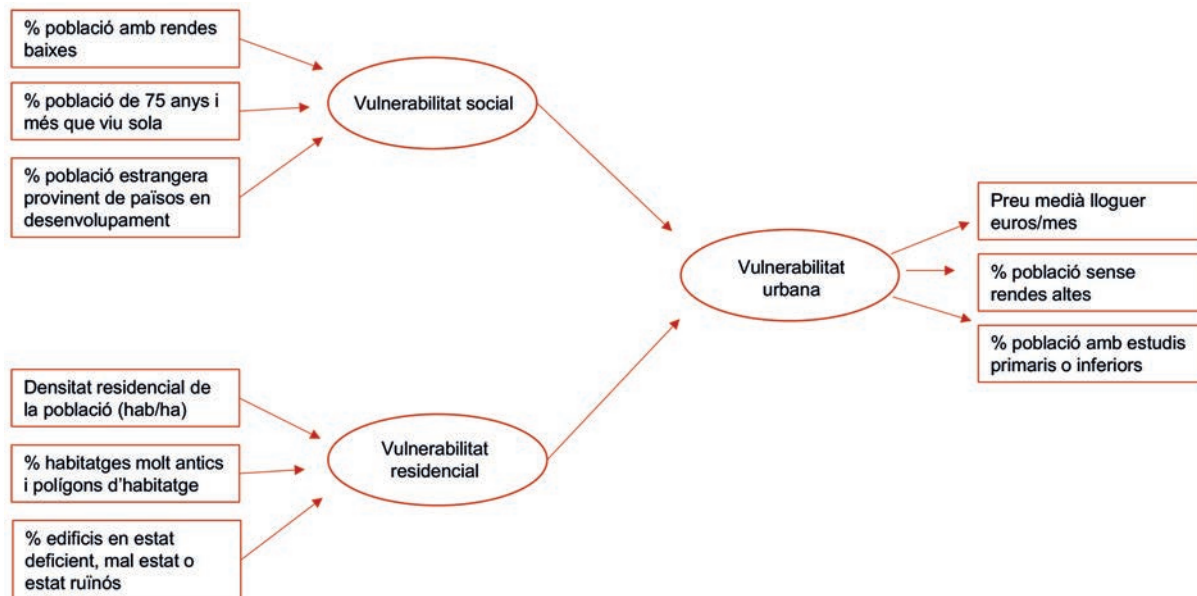 % població amb rendes
baixes
% població de 75 anys i
més que viu sola
% població estrangera
provinent de països en
desenvolupament
Vulnerabilitat social
Densitat residencial de
la població (hab/ha)
% habitatges molt antics
i polígons d'habitatge
% edificis en estat
deficient, mal estat o
estat ruïnós
Vulnerabilitat
residencial
Vulnerabilitat
urbana
Preu medià lloguer
euros/mes
% població sense
rendes altes
% població amb estudis
primaris o inferiors